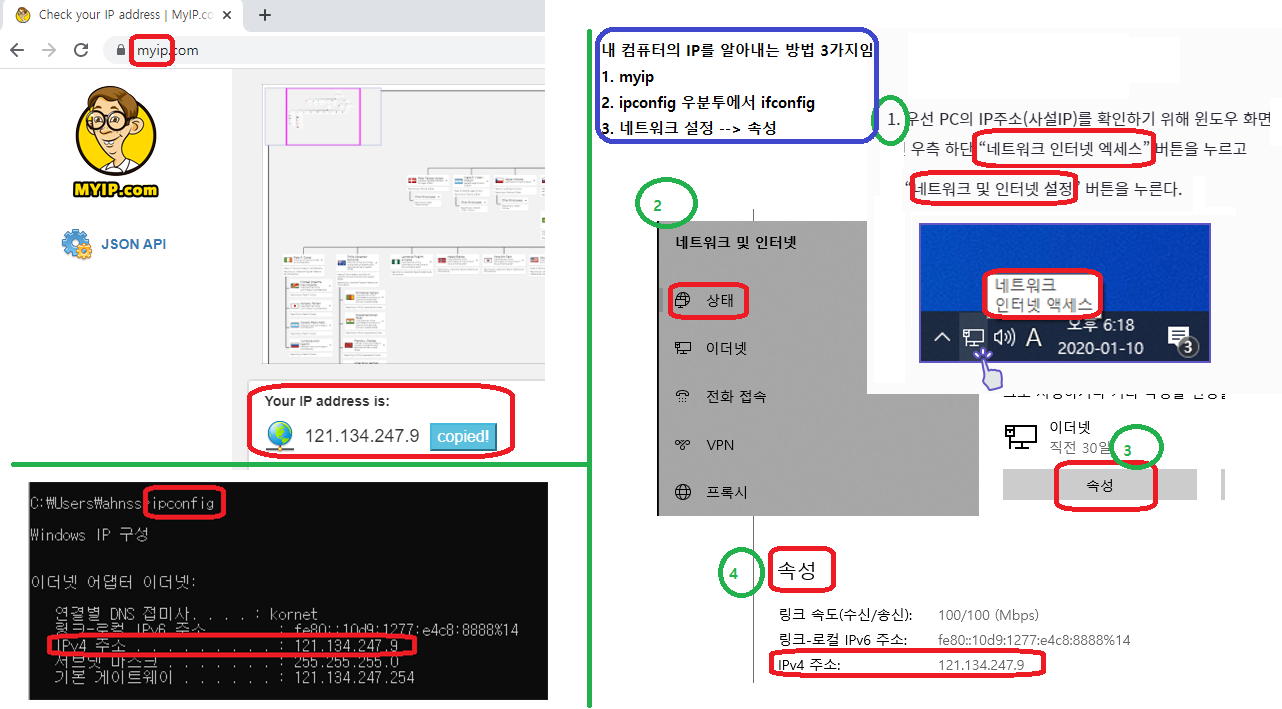 Check your IP address | MyIP.co
myip.com
MYIP.com
JSON API
Your IP address is:
121.134.247.9 copied!
C:\Users\ahnss>ipconfig
Windows IP 구성
이더넷 어댑터 이더넷:
연결별 DNS 접미사. . . . : kornet
링크-로컬 IPv6 주소 . . . . : fe80::10d9:1277:e4c8:8888%14
IPv4 주소 . . . . . . . . . : 121.134.247.9
서브넷 마스크 . . . . . . . : 255.255.255.0
기본 게이트웨이 . . . . . . : 121.134.247.254
내 컴퓨터의 IP를 알아내는 방법 3가지임
1. myip
2. ipconfig 우분투에서 ifconfig
3. 네트워크 설정 --> 속성
1. 우선 PC의 IP주소(사설IP)를 확인하기 위해 윈도우 화면
우측 하단 “네트워크 인터넷 엑세스” 버튼을 누르고
“네트워크 및 인터넷 설정” 버튼을 누른다.
네트워크
인터넷 액세스
A
오후 6:18
2020-01-10
3
2
네트워크 및 인터넷
상태
이더넷
전화 접속
VPN
프록시
이더넷
직전 30일
3
속성
4
속성
링크 속도(수신/송신): 100/100 (Mbps)
링크-로컬 IPv6 주소: fe80::10d9:1277:e4c8:8888%14
IPv4 주소: 121.134.247.9